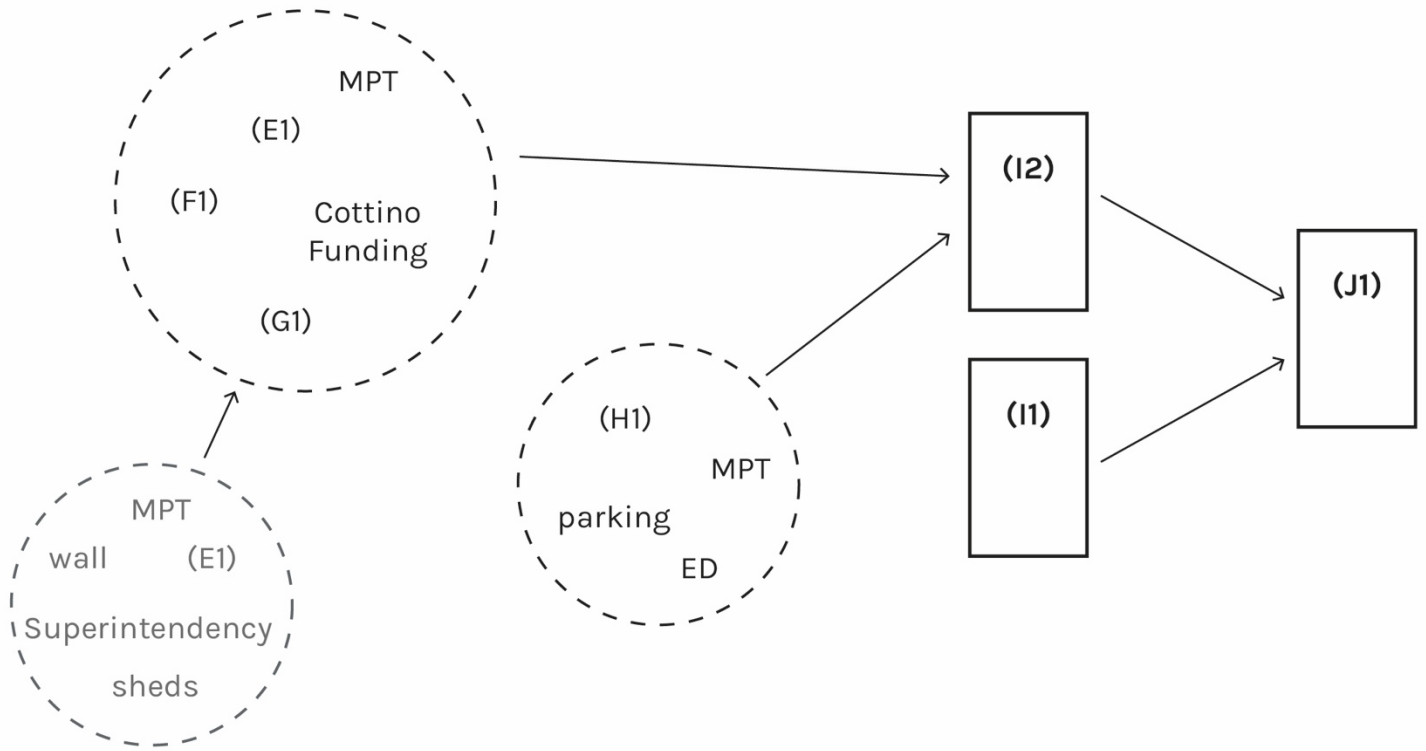 MPT
(E1)
(F1)
Cottino
Funding
(G1)
(I2)
(J1)
(I1)
(H1)
MPT
parking
ED
MPT
wall (E1)
Superintendency
sheds